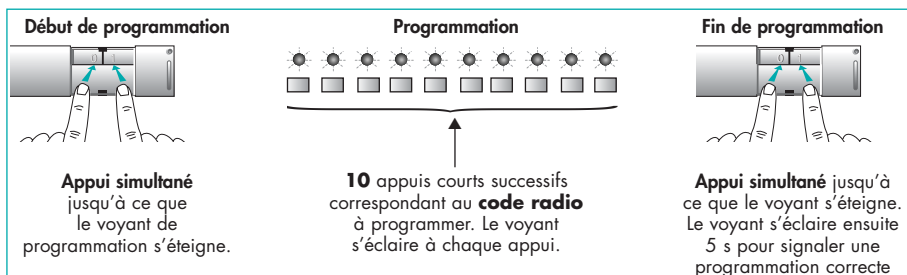 Début de programmation
0 1
Appui simultané
jusqu’à ce que
le voyant de
programmation s’éteigne.
Programmation
10 appuis courts successifs
correspondant au code radio
à programmer. Le voyant
s’éclaire à chaque appui.
Fin de programmation
0 1
Appui simultané jusqu’à
ce que le voyant s’éteigne.
Le voyant s’éclaire ensuite
5 s pour signaler une
programmation correcte